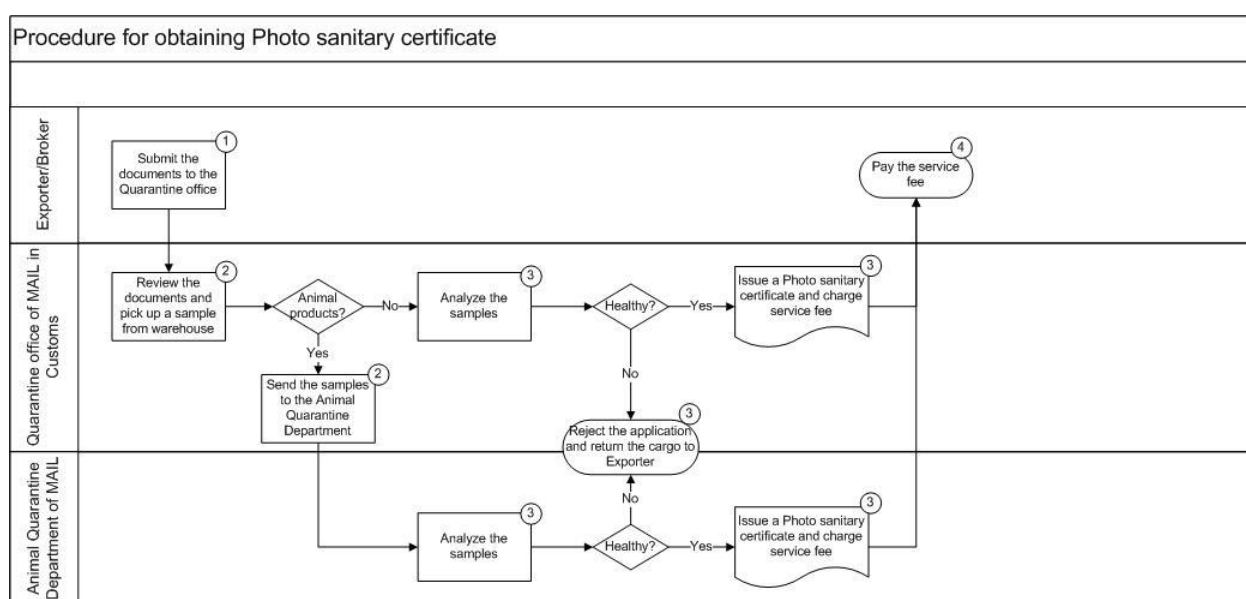 Procedure for obtaining Photo sanitary certificate
Exporter/Broker
1
Submit the
documents to the
Quarantine office
4
Pay the service
fee
Quarantine office of MAIL in
Customs
2
Review the
documents and
pick up a sample
from warehouse
Animal
products?
No
3
Analyze the
samples
Healthy?
Yes
3
Issue a Photo sanitary
certificate and charge
service fee
Yes
No
2
Send the samples
to the Animal
Quarantine
Department
3
Reject the application
and return the cargo to
Exporter
Animal Quarantine
Department of MAIL
No
3
Analyze the
samples
Healthy?
Yes
3
Issue a Photo sanitary
certificate and charge
service fee